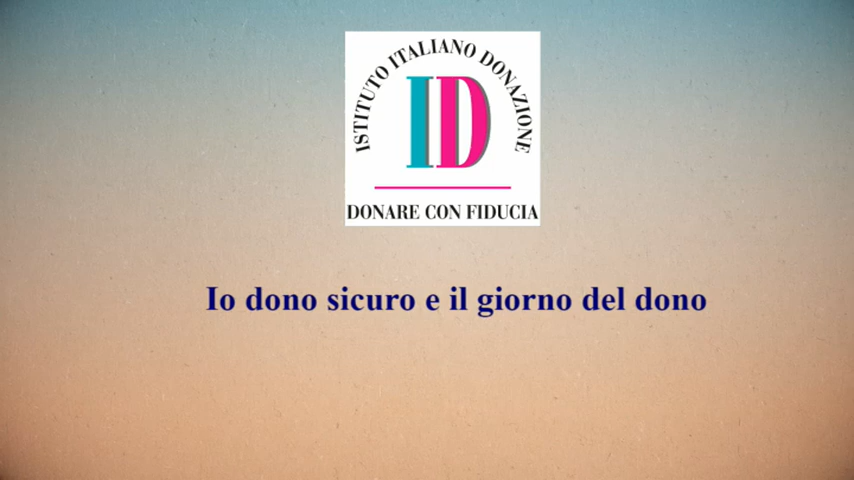 ISTITUTO ITALIANO DONAZIONE
ID
DONARE CON FIDUCIA
Io dono sicuro e il giorno del dono